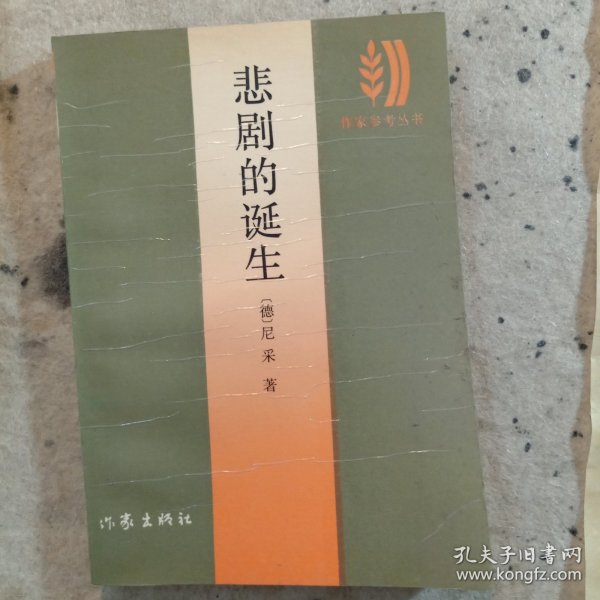 作家参考丛书
悲剧的诞生
〔德〕尼采 著
作家出版社
孔夫子旧书网
www.kongfz.com